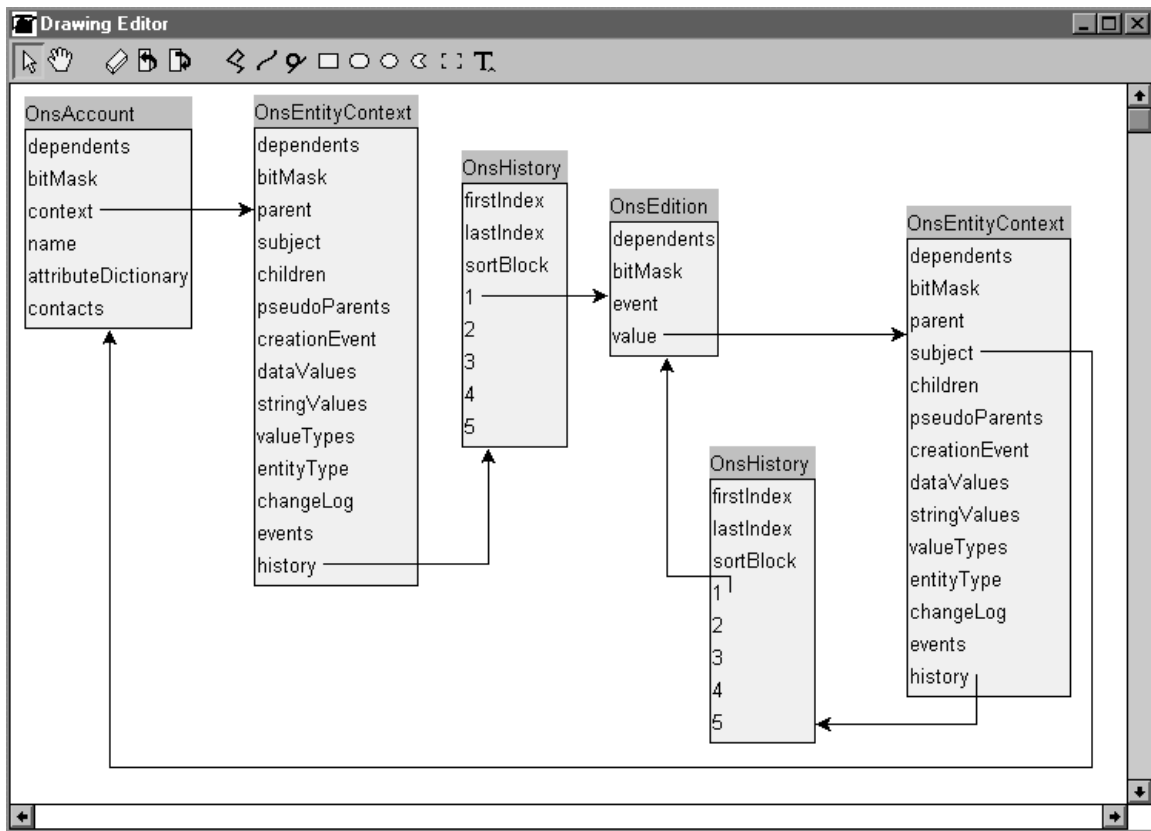 Drawing Editor
T
OnsAccount
dependents
bitMask
context
name
attributeDictionary
contacts
OnsEntityContext
dependents
bitMask
parent
subject
children
pseudoParents
creationEvent
dataValues
stringValues
valueTypes
entityType
changeLog
events
history
OnsHistory
firstIndex
lastIndex
sortBlock
1
2
3
4
5
OnsEdition
dependents
bitMask
event
value
OnsHistory
firstIndex
lastIndex
sortBlock
1
2
3
4
5
OnsEntityContext
dependents
bitMask
parent
subject
children
pseudoParents
creationEvent
dataValues
stringValues
valueTypes
entityType
changeLog
events
history